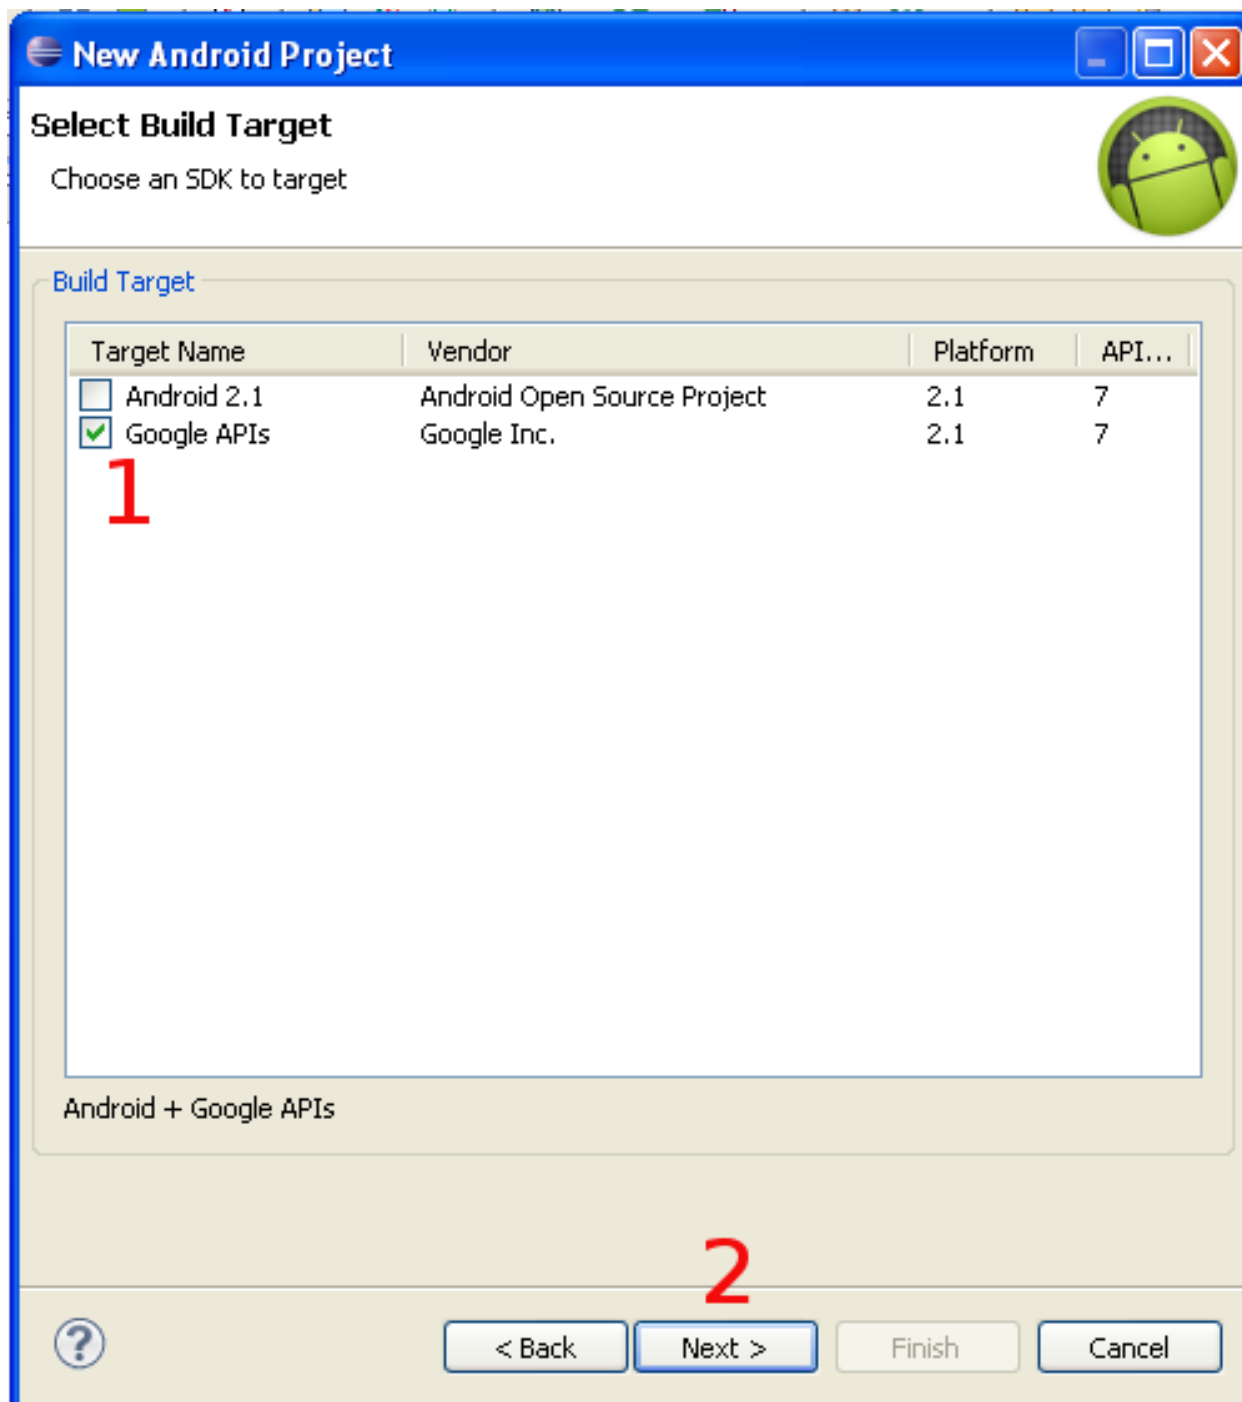 New Android Project
Select Build Target
Choose an SDK to target
Build Target
Target Name Vendor Platform API...
Android 2.1 Android Open Source Project 2.1 7
Google APIs Google Inc. 2.1 7
1
Android + Google APIs
2
? < Back Next > Finish Cancel